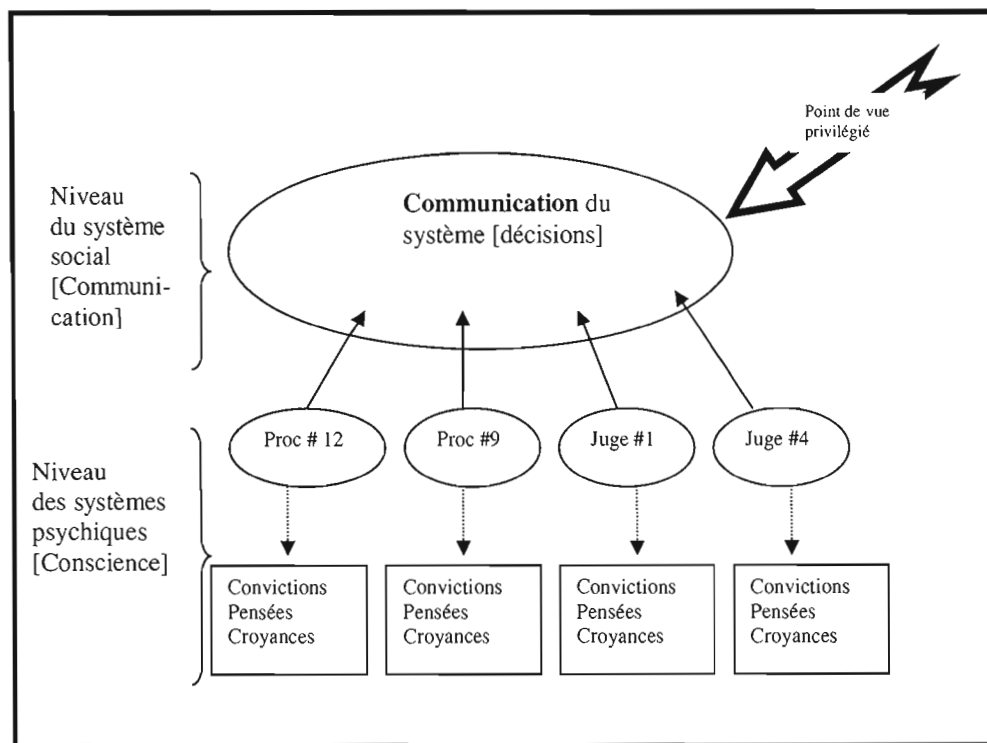 Point de vue
privilégié
Niveau
du système
social
[Communi-
cation]
Communication du
système [décisions]
Proc # 12
Proc #9
Juge #1
Juge #4
Niveau
des systèmes
psychiques
[Conscience]
Convictions
Pensées
Croyances
Convictions
Pensées
Croyances
Convictions
Pensées
Croyances
Convictions
Pensées
Croyances